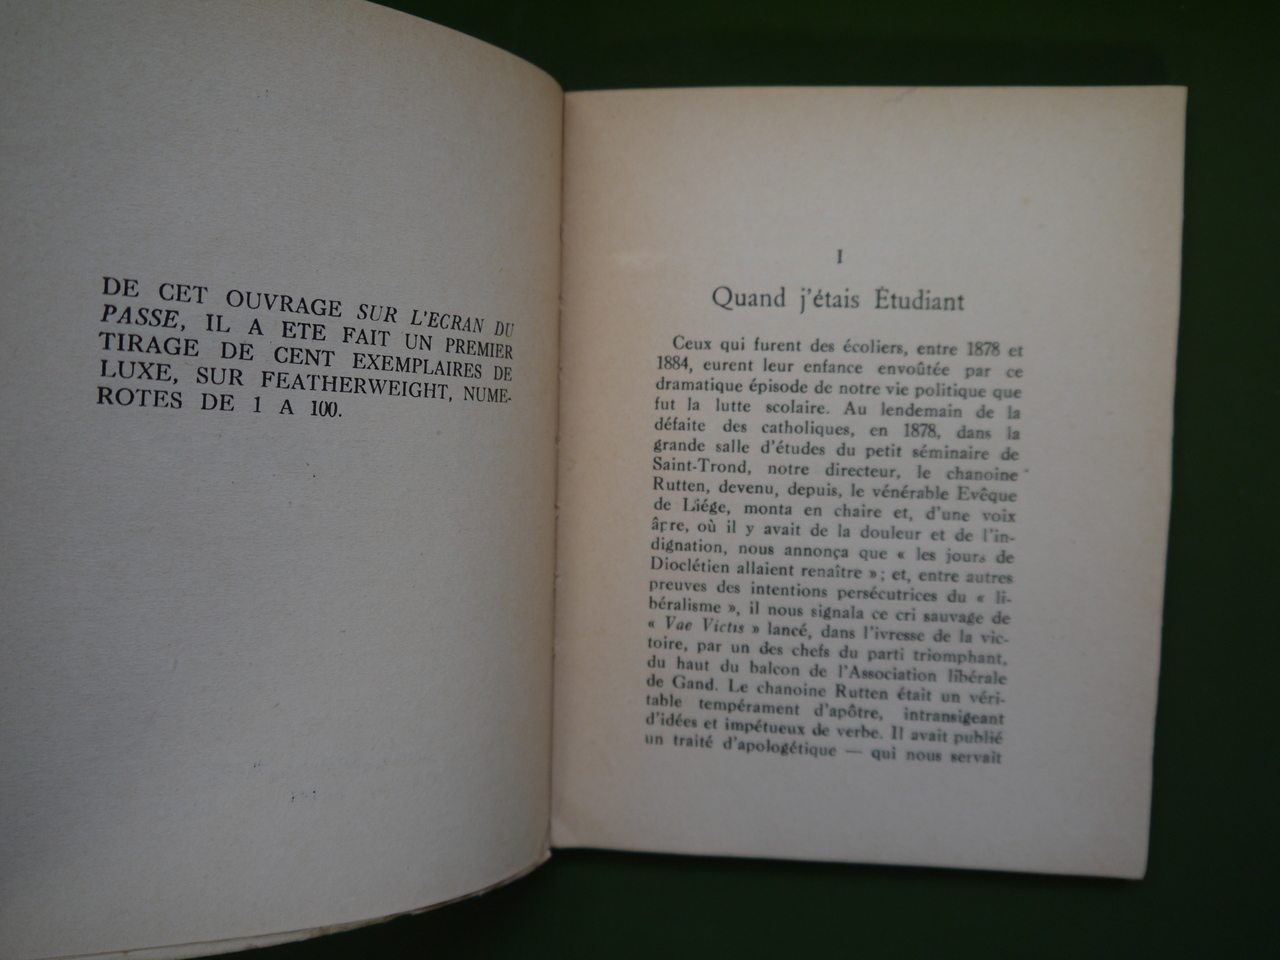 DE CET OUVRAGE SUR L'ECRAN DU
PASSE, IL A ETE FAIT UN PREMIER
TIRAGE DE CENT EXEMPLAIRES DE
LUXE, SUR FEATHERWEIGHT, NUME-
ROTES DE 1 A 100.
I
Quand j'étais Étudiant
Ceux qui furent des écoliers, entre 1878 et
1884, eurent leur enfance envoûtée par ce
dramatique épisode de notre vie politique que
fut la lutte scolaire. Au lendemain de la
défaite des catholiques, en 1878, dans la
grande salle d'études du petit séminaire de
Saint-Trond, notre directeur, le chanoine
Rutten, devenu, depuis, le vénérable Evêque
de Liége, monta en chaire et, d'une voix
âpre, où il y avait de la douleur et de l'in-
dignation, nous annonça que « les jours de
Dioclétien allaient renaître » ; et, entre autres
preuves des intentions persécutrices du « li-
béralisme », il nous signala ce cri sauvage de
« Vae Victis » lancé, dans l'ivresse de la vic-
toire, par un des chefs du parti triomphant,
du haut du balcon de l'Association libérale
de Gand. Le chanoine Rutten était un véri-
table tempérament d'apôtre, intransigeant
d'idées et impétueux de verbe. Il avait publié
un traité d'apologétique — qui nous servait